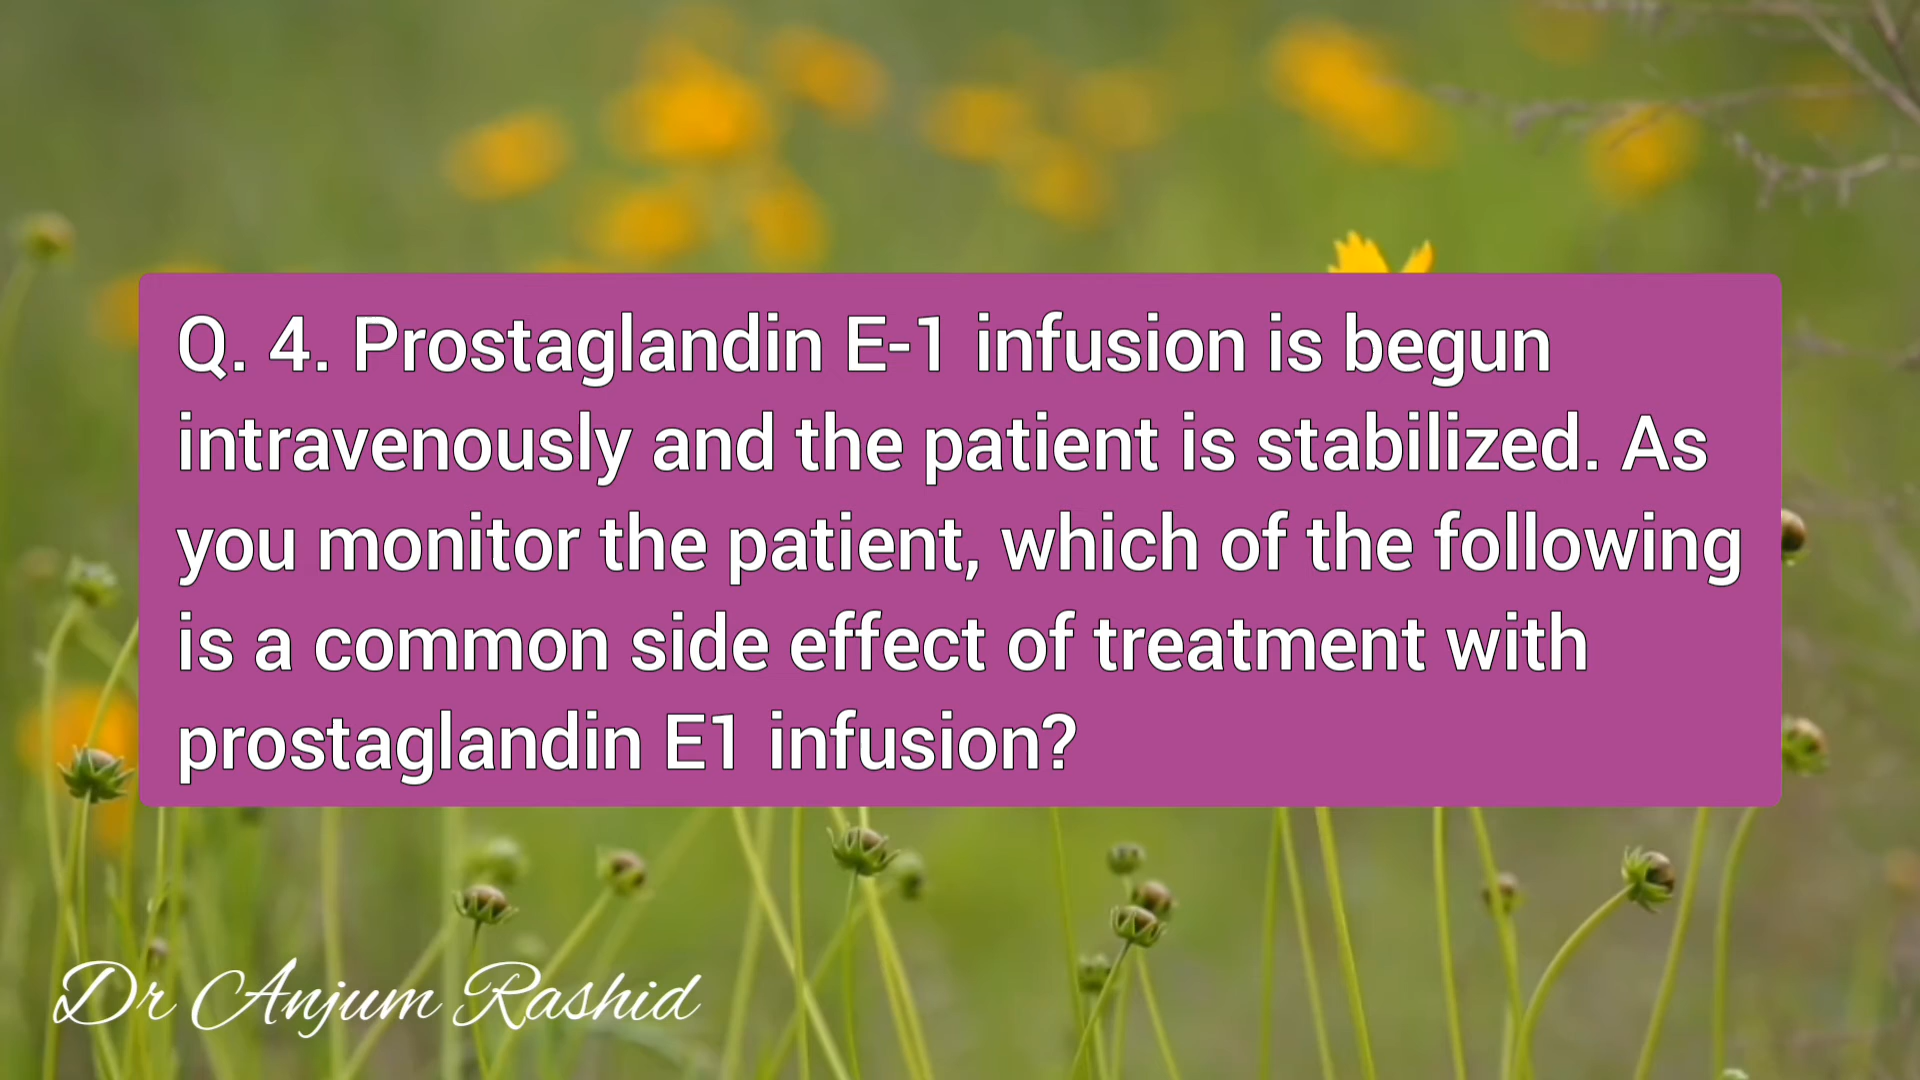 Q. 4. Prostaglandin E-1 infusion is begun
intravenously and the patient is stabilized. As
you monitor the patient, which of the following
is a common side effect of treatment with
prostaglandin E1 infusion?
Dr Anjum Rashid